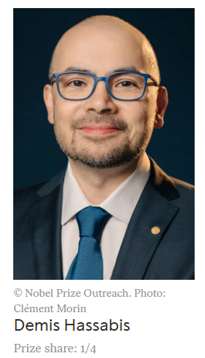 © Nobel Prize Outreach. Photo:
Clément Morin
Demis Hassabis
Prize share: 1/4